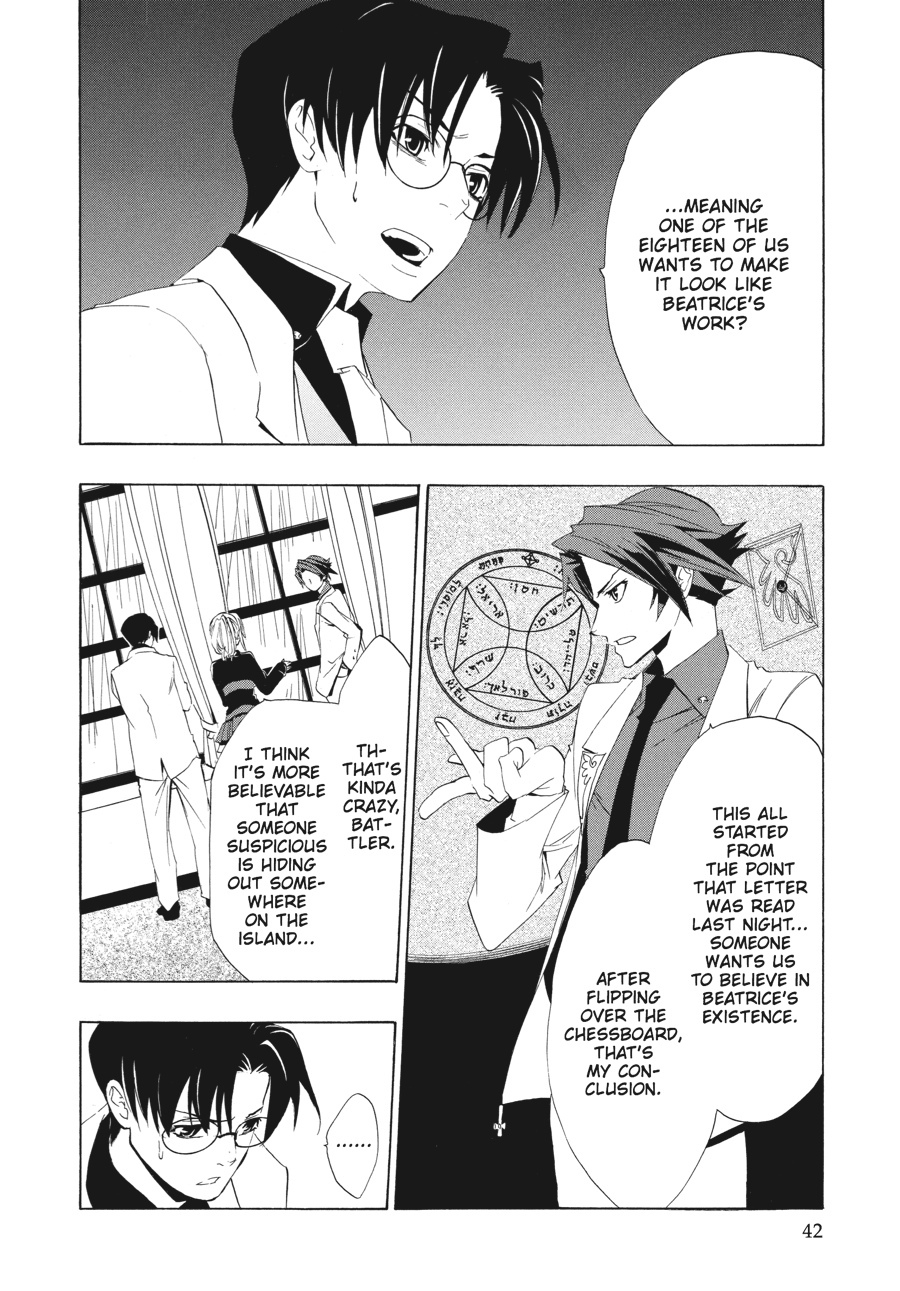 ...MEANING
ONE OF THE
EIGHTEEN OF US
WANTS TO MAKE
IT LOOK LIKE
BEATRICE'S
WORK?
THIS ALL
STARTED
FROM
THE POINT
THAT LETTER
WAS READ
LAST NIGHT...
SOMEONE
WANTS US
TO BELIEVE IN
BEATRICE'S
EXISTENCE.
AFTER
FLIPPING
OVER THE
CHESSBOARD,
THAT'S
MY CON-
CLUSION.
TH-
THAT'S
KINDA
CRAZY,
BAT-
TLER.
I THINK
IT'S MORE
BELIEVABLE
THAT
SOMEONE
SUSPICIOUS
IS HIDING
OUT SOME-
WHERE
ON THE
ISLAND...
......
42